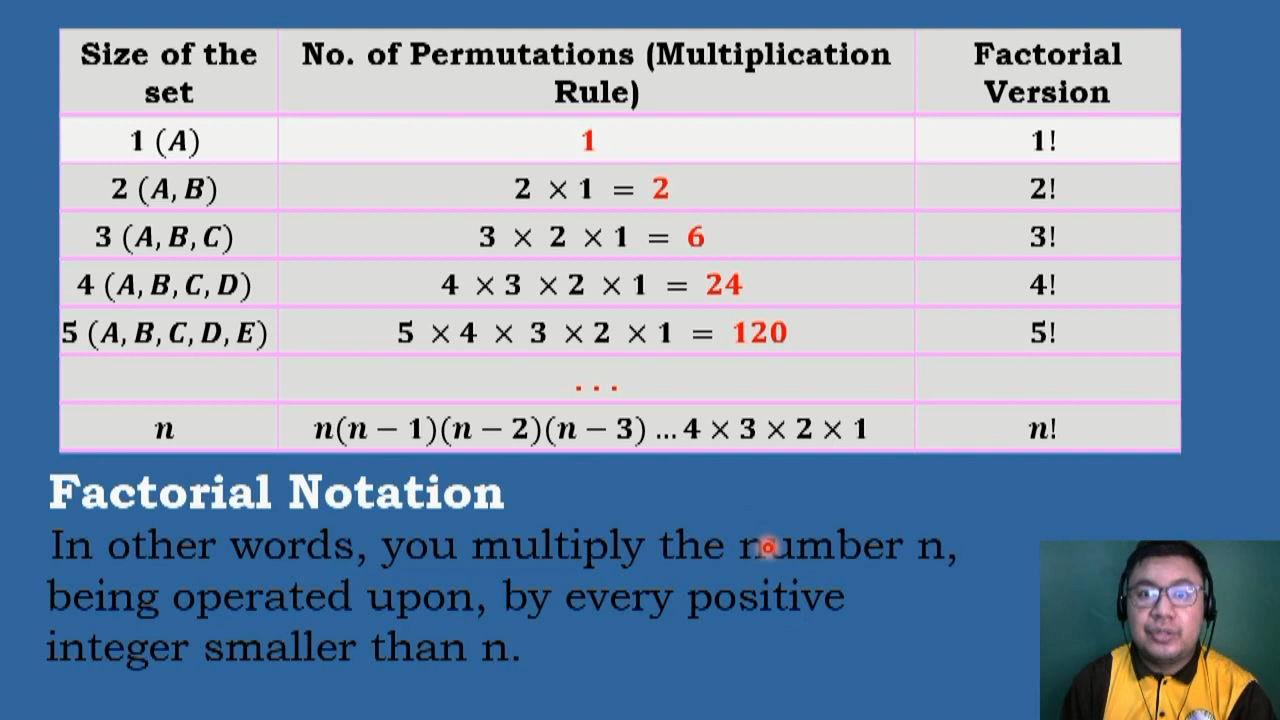 Size of the set
No. of Permutations (Multiplication Rule)
Factorial Version
1 (A)
1
1!
2 (A, B)
2 × 1 = 2
2!
3 (A, B, C)
3 × 2 × 1 = 6
3!
4 (A, B, C, D)
4 × 3 × 2 × 1 = 24
4!
5 (A, B, C, D, E)
5 × 4 × 3 × 2 × 1 = 120
5!
...
n
n(n − 1)(n − 2)(n − 3) ... 4 × 3 × 2 × 1
n!
Factorial Notation
In other words, you multiply the number n,
being operated upon, by every positive
integer smaller than n.